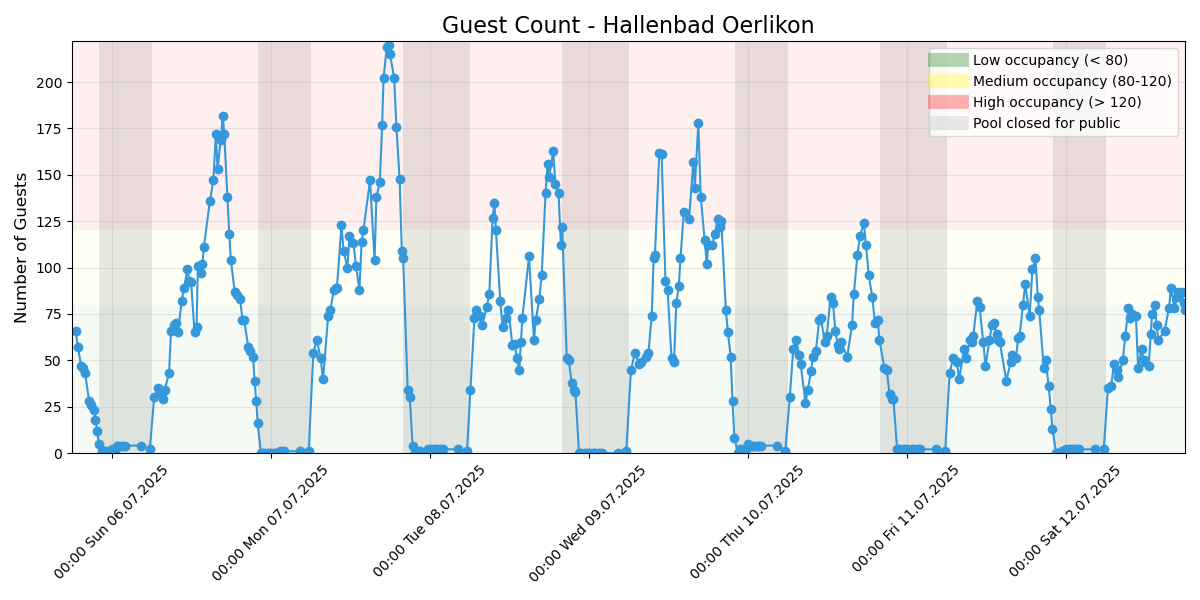 Guest Count - Hallenbad Oerlikon
Number of Guests
200
175
150
125
100
75
50
25
0
Low occupancy (< 80)
Medium occupancy (80-120)
High occupancy (> 120)
Pool closed for public
00:00 Sun 06.07.2025
00:00 Mon 07.07.2025
00:00 Tue 08.07.2025
00:00 Wed 09.07.2025
00:00 Thu 10.07.2025
00:00 Fri 11.07.2025
00:00 Sat 12.07.2025